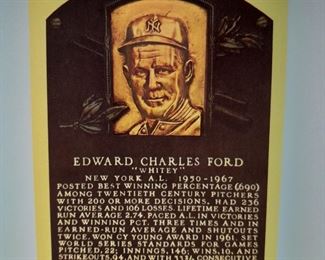 NY
EDWARD CHARLES FORD
"WHITEY"
NEW YORK A.L. 1950-1967
POSTED BEST WINNING PERCENTAGE (.690)
AMONG TWENTIETH CENTURY PITCHERS
WITH 200 OR MORE DECISIONS. HAD 236
VICTORIES AND 106 LOSSES. LIFETIME EARNED
RUN AVERAGE 2.74. PACED A.L. IN VICTORIES
AND WINNING PCT. THREE TIMES AND IN
EARNED-RUN AVERAGE AND SHUTOUTS
TWICE. WON CY YOUNG AWARD IN 1961. SET
WORLD SERIES STANDARDS FOR GAMES
PITCHED, 22; INNINGS, 146; WINS, 10, AND
STRIKEOUTS, 94, AND WITH 33⅔ CONSECUTIVE